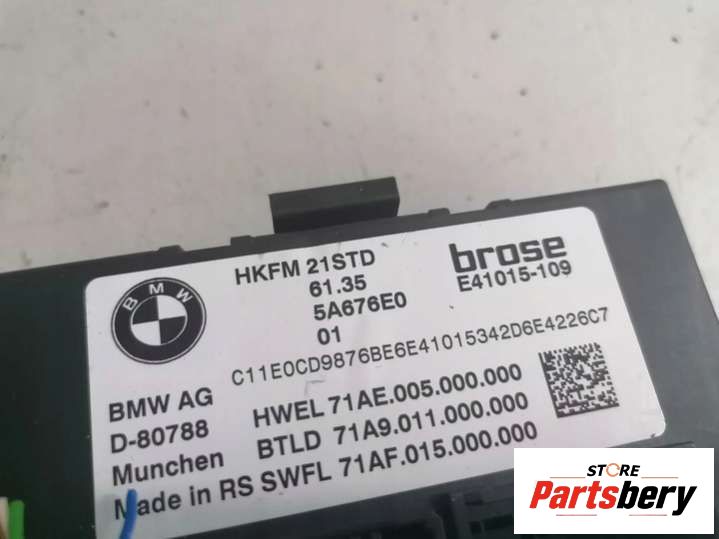 BMW
HKFM 21STD
61.35
5A676E0
01
brose
E41015-109
C11E0CD9876BE6E41015342D6E4226C7
BMW AG
D-80788
Munchen
Made in RS
HWEL 71AE.005.000.000
BTLD 71A9.011.000.000
SWFL 71AF.015.000.000
STORE
Partsbery